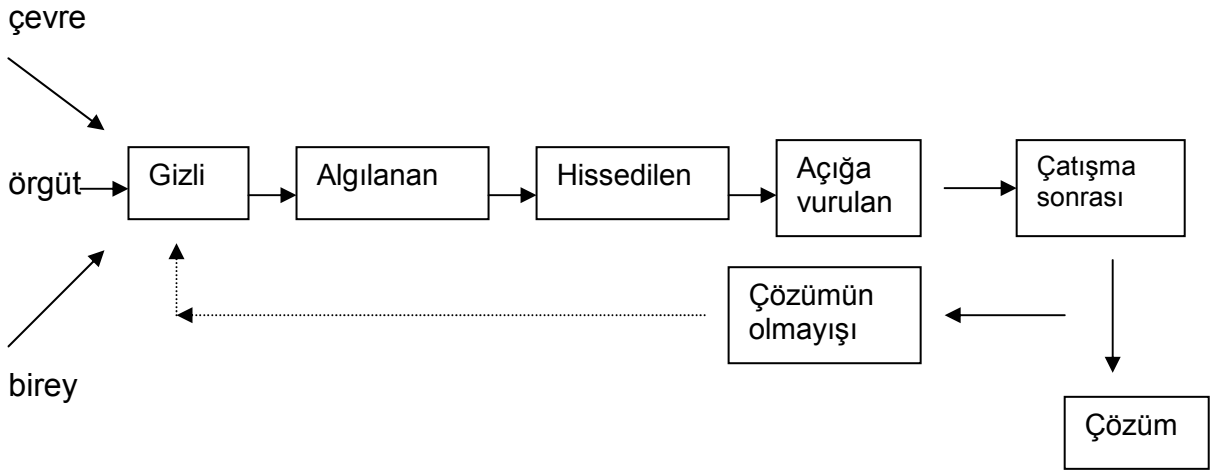 çevre
örgüt
Gizli
Algılanan
Hissedilen
Açığa
vurulan
Çatışma
sonrası
Çözümün
olmayışı
birey
Çözüm